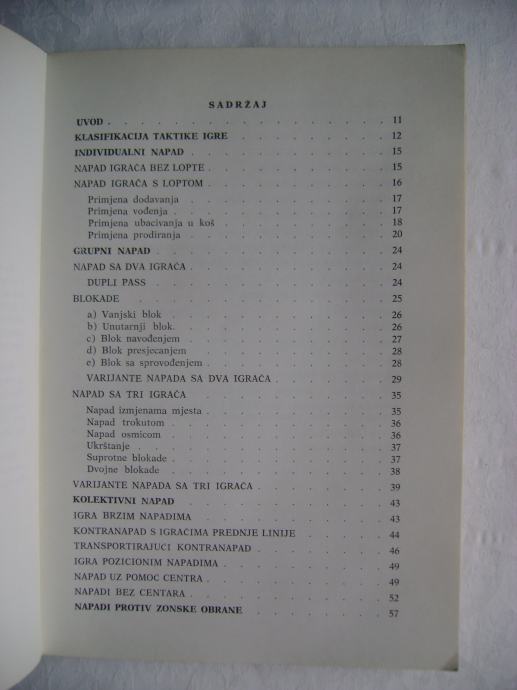 SADRŽAJ
UVOD . . . . . . . . . . . . . . . 11
KLASIFIKACIJA TAKTIKE IGRE . . . . . . . . 12
INDIVIDUALNI NAPAD . . . . . . . . . 15
NAPAD IGRAČA BEZ LOPTE . . . . . . . . . 15
NAPAD IGRAČA S LOPTOM . . . . . . . . . 16
Primjena dodavanja . . . . . . . . . . 17
Primjena vođenja . . . . . . . . . . 17
Primjena ubacivanja u koš . . . . . . . . 18
Primjena prodiranja . . . . . . . . . . 20
GRUPNI NAPAD . . . . . . . . . . . 24
NAPAD SA DVA IGRAČA . . . . . . . . . 24
DUPLI PASS . . . . . . . . . . . 24
BLOKADE . . . . . . . . . . . . 25
a) Vanjski blok . . . . . . . . . . 26
b) Unutarnji blok . . . . . . . . . . 26
c) Blok navođenjem . . . . . . . . . 27
d) Blok presjecanjem . . . . . . . . . 28
e) Blok sa sprovođenjem . . . . . . . . 28
VARIJANTE NAPADA SA DVA IGRAČA . . . . . . 29
NAPAD SA TRI IGRAČA . . . . . . . . . 35
Napad izmjenama mjesta . . . . . . . . . 35
Napad trokutom . . . . . . . . . . 36
Napad osmicom . . . . . . . . . . 36
Ukrštanje . . . . . . . . . . . 37
Suprotne blokade . . . . . . . . . . 37
Dvojne blokade . . . . . . . . . . 38
VARIJANTE NAPADA SA TRI IGRAČA . . . . . . . 39
KOLEKTIVNI NAPAD . . . . . . . . . . 43
IGRA BRZIM NAPADIMA . . . . . . . . . 43
KONTRANAPAD S IGRAČIMA PREDNJE LINIJE . . . . . 44
TRANSPORTIRAJUĆI KONTRANAPAD . . . . . . . 46
IGRA POZICIONIM NAPADIMA . . . . . . . . 49
NAPAD UZ POMOĆ CENTRA . . . . . . . . . 49
NAPADI BEZ CENTARA . . . . . . . . . 52
NAPADI PROTIV ZONSKE OBRANE . . . . . . . 57